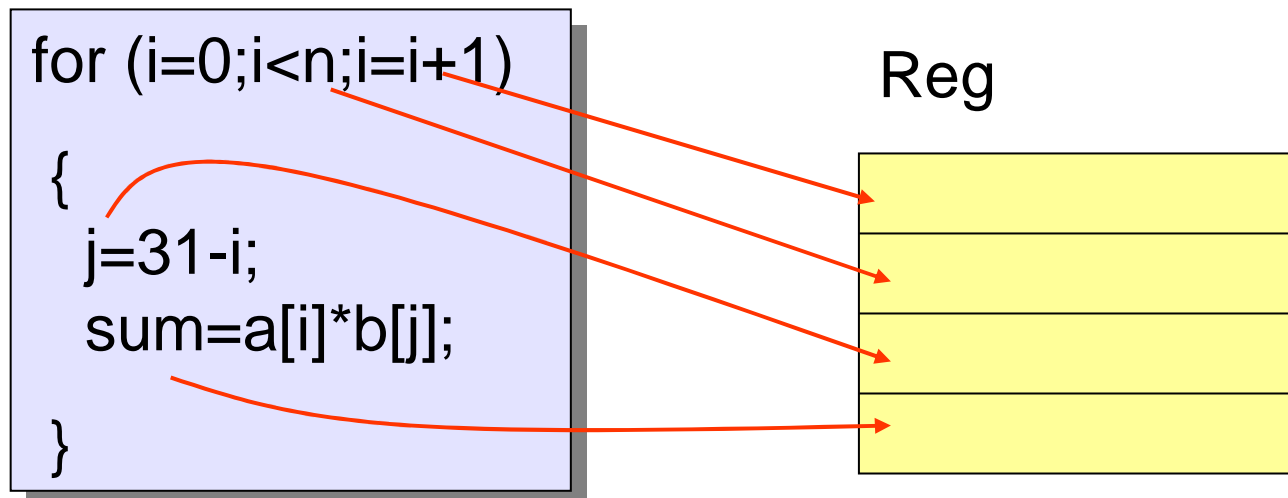 for (i=0;i<n;i=i+1)
Reg
{
j=31-i;
sum=a[i]*b[j];
}